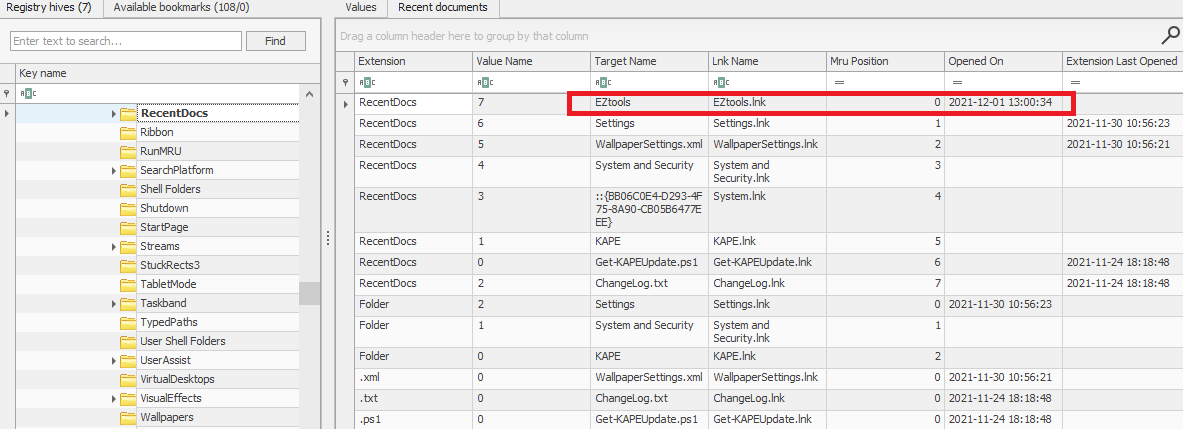 Registry hives (7) Available bookmarks (108/0)
Enter text to search... Find
Key name
RecentDocs
Ribbon
RunMRU
SearchPlatform
Shell Folders
Shutdown
StartPage
Streams
StuckRects3
TabletMode
Taskband
TypedPaths
User Shell Folders
UserAssist
VirtualDesktops
VisualEffects
Wallpapers
Values Recent documents
Drag a column header here to group by that column
Extension Value Name Target Name Lnk Name Mru Position Opened On Extension Last Opened
RecentDocs 7 EZtools EZtools.lnk 0 2021-12-01 13:00:34
RecentDocs 6 Settings Settings.lnk 1 2021-11-30 10:56:23
RecentDocs 5 WallpaperSettings.xml WallpaperSettings.lnk 2 2021-11-30 10:56:21
RecentDocs 4 System and Security System and 3
Security.lnk
RecentDocs 3 ::{BB06C0E4-D293-4F System.lnk 4
75-8A90-CB05B6477E
EE}
RecentDocs 1 KAPE KAPE.lnk 5
RecentDocs 0 Get-KAPEUpdate.ps1 Get-KAPEUpdate.lnk 6 2021-11-24 18:18:48
RecentDocs 2 ChangeLog.txt ChangeLog.lnk 7 2021-11-24 18:18:48
Folder 2 Settings Settings.lnk 0 2021-11-30 10:56:23
Folder 1 System and Security System and 1
Security.lnk
Folder 0 KAPE KAPE.lnk 2
.xml 0 WallpaperSettings.xml WallpaperSettings.lnk 0 2021-11-30 10:56:21
.txt 0 ChangeLog.txt ChangeLog.lnk 0 2021-11-24 18:18:48
.ps1 0 Get-KAPEUpdate.ps1 Get-KAPEUpdate.lnk 0 2021-11-24 18:18:48